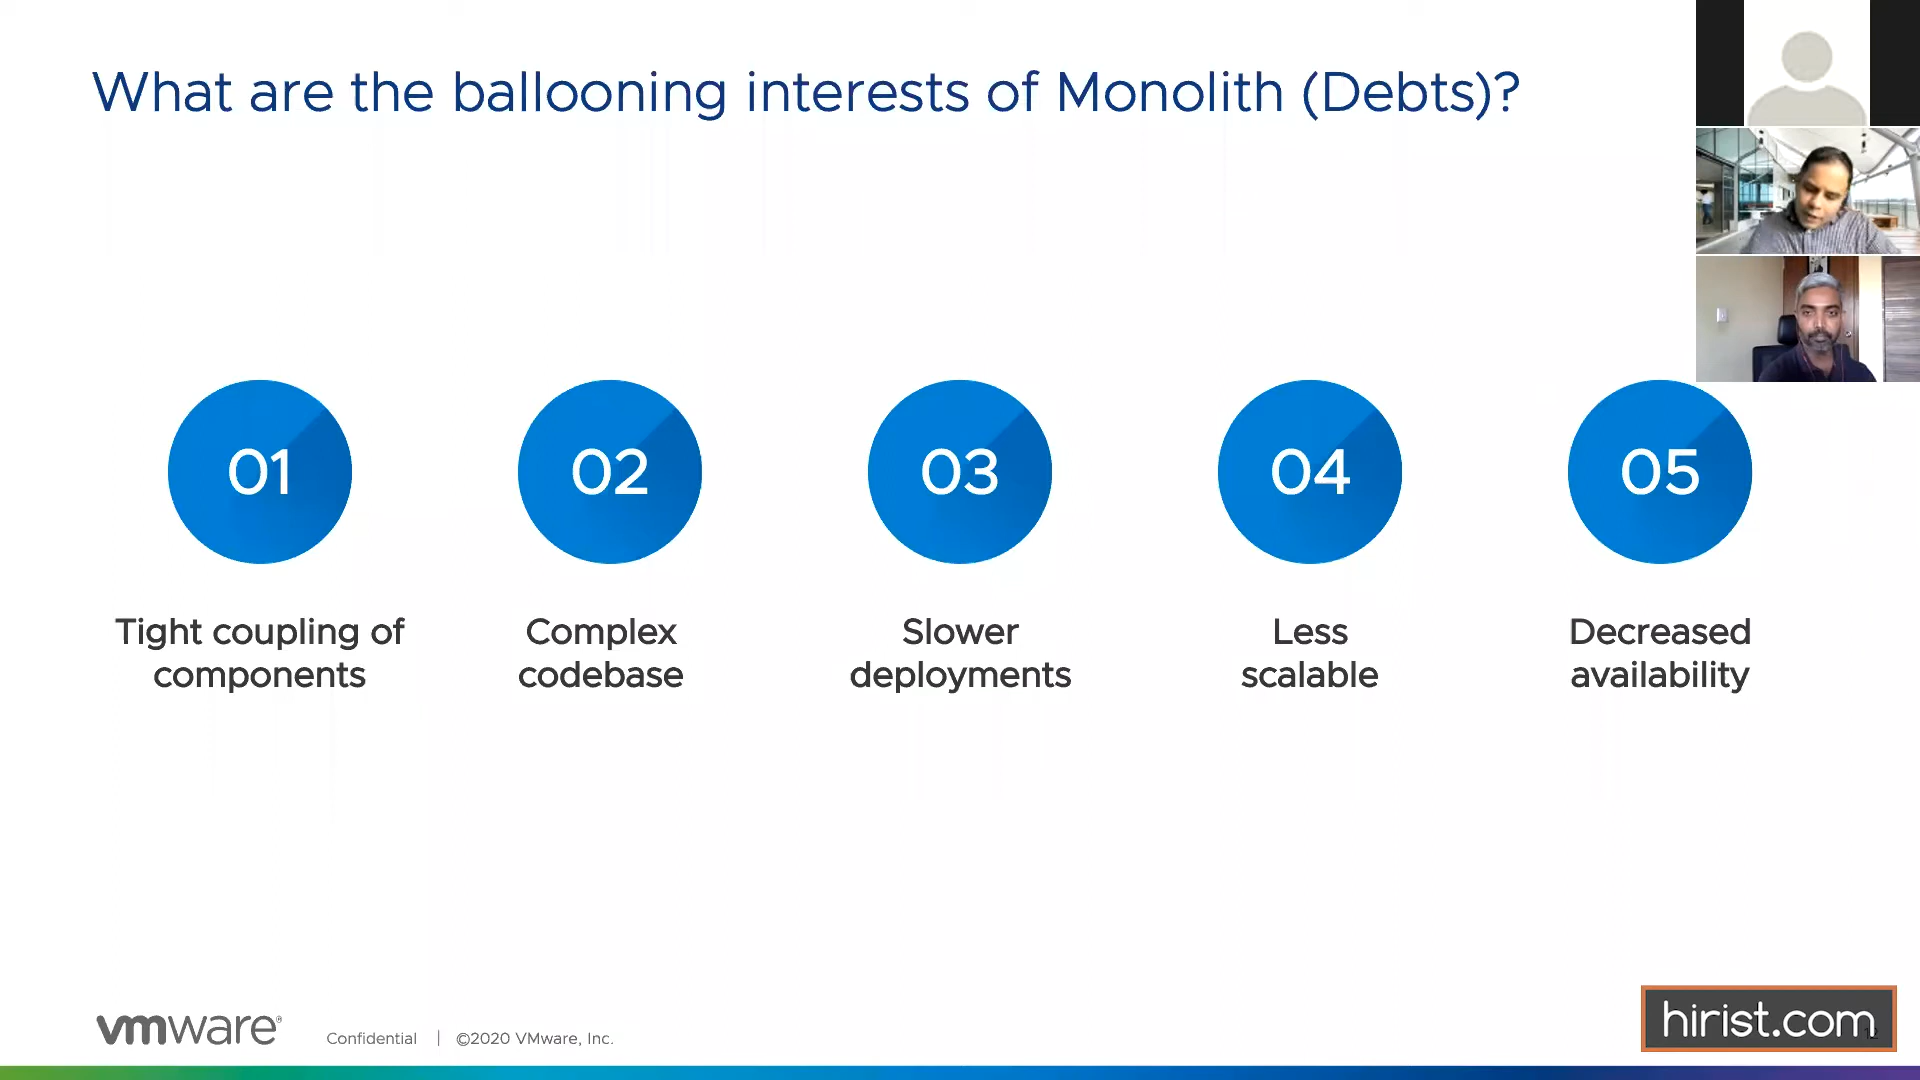 What are the ballooning interests of Monolith (Debts)?
01
02
03
04
05
Tight coupling of
components
Complex
codebase
Slower
deployments
Less
scalable
Decreased
availability
vmware®
Confidential | ©2020 VMware, Inc.
hirist.com
12